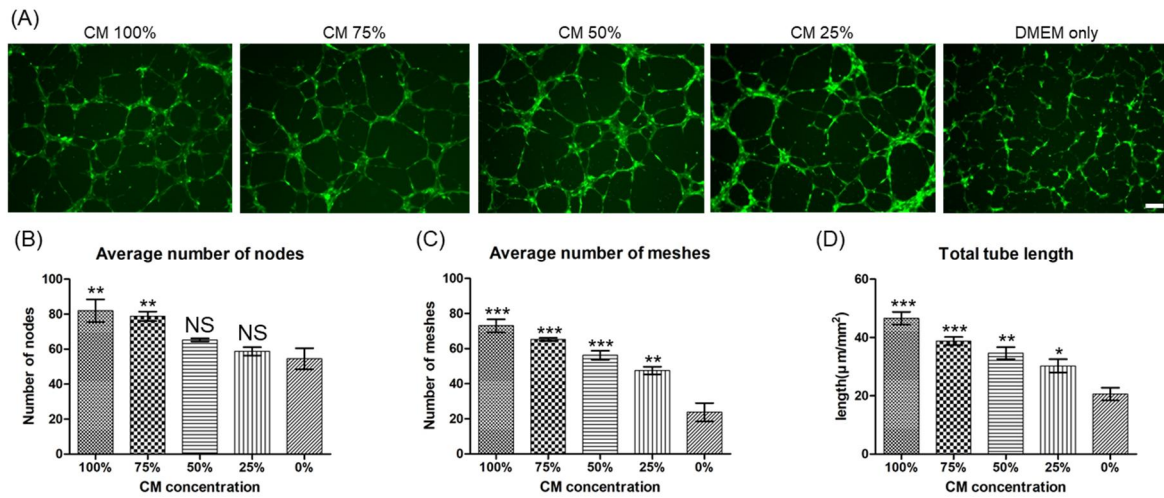 (A)
CM 100% CM 75% CM 50% CM 25% DMEM only
(B) (C) (D)
Average number of nodes
Number of nodes
100
80
60
40
20
0
** ** NS NS
100% 75% 50% 25% 0%
CM concentration
Average number of meshes
Number of meshes
100
80
60
40
20
0
*** *** *** **
100% 75% 50% 25% 0%
CM concentration
Total tube length
length(μm/mm²)
60
40
20
0
*** *** ** *
100% 75% 50% 25% 0%
CM concentration